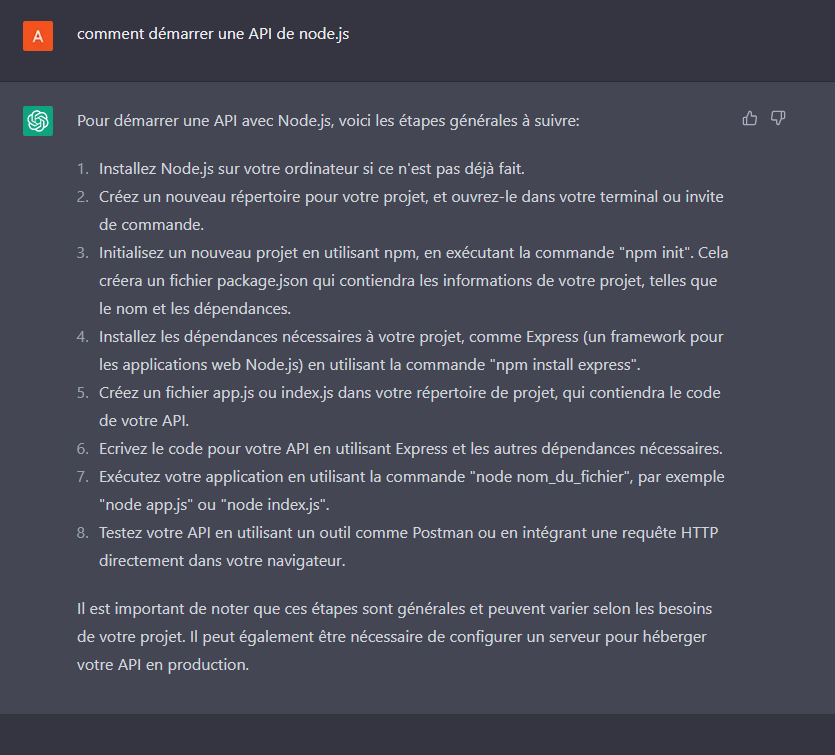 A
comment démarrer une API de node.js
Pour démarrer une API avec Node.js, voici les étapes générales à suivre:
1. Installez Node.js sur votre ordinateur si ce n'est pas déjà fait.
2. Créez un nouveau répertoire pour votre projet, et ouvrez-le dans votre terminal ou invite
de commande.
3. Initialisez un nouveau projet en utilisant npm, en exécutant la commande "npm init". Cela
créera un fichier package.json qui contiendra les informations de votre projet, telles que
le nom et les dépendances.
4. Installez les dépendances nécessaires à votre projet, comme Express (un framework pour
les applications web Node.js) en utilisant la commande "npm install express".
5. Créez un fichier app.js ou index.js dans votre répertoire de projet, qui contiendra le code
de votre API.
6. Ecrivez le code pour votre API en utilisant Express et les autres dépendances nécessaires.
7. Exécutez votre application en utilisant la commande "node nom_du_fichier", par exemple
"node app.js" ou "node index.js".
8. Testez votre API en utilisant un outil comme Postman ou en intégrant une requête HTTP
directement dans votre navigateur.
Il est important de noter que ces étapes sont générales et peuvent varier selon les besoins
de votre projet. Il peut également être nécessaire de configurer un serveur pour héberger
votre API en production.